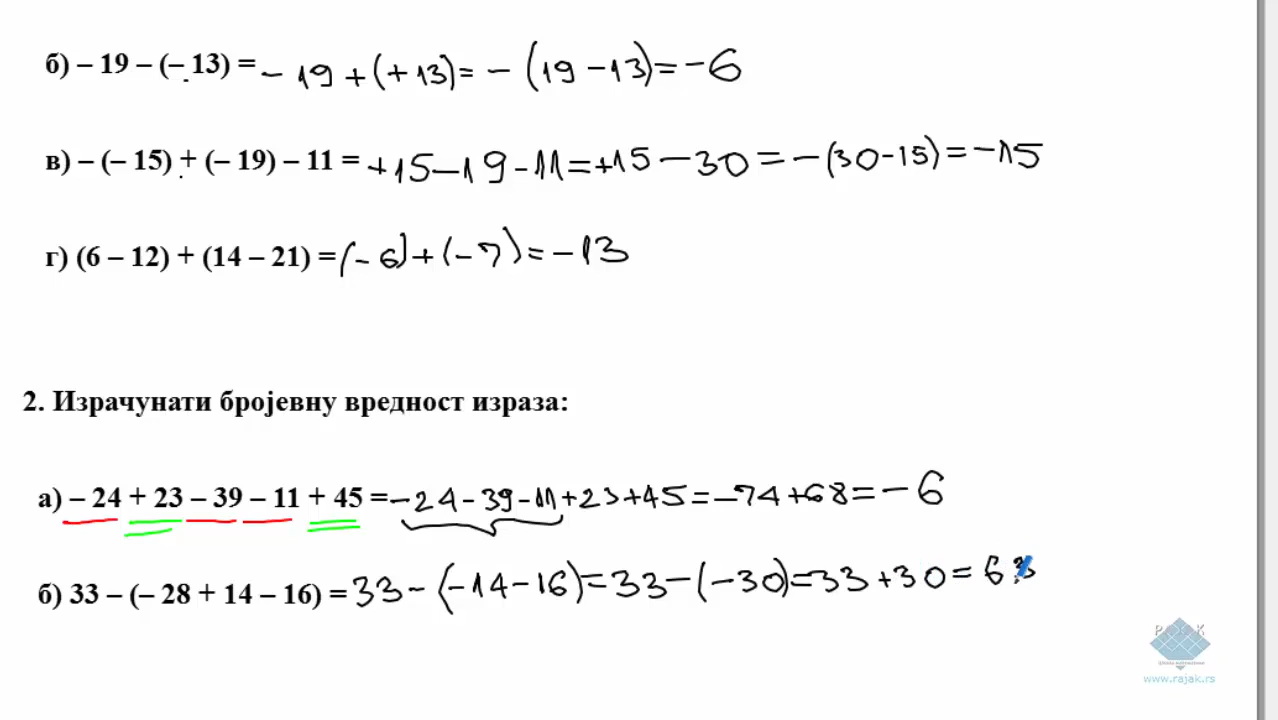 б) – 19 – (– 13) = - 19 + (+ 13) = - (19 - 13) = -6
в) – (– 15) + (– 19) – 11 = +15 - 19 - 11 = +15 - 30 = - (30 - 15) = -15
г) (6 – 12) + (14 – 21) = (- 6) + (- 7) = - 13
2. Израчунати бројевну вредност израза:
а) – 24 + 23 – 39 – 11 + 45 = - 24 - 39 - 11 + 23 + 45 = - 74 + 68 = - 6
б) 33 – (– 28 + 14 – 16) = 33 - (-14 - 16) = 33 - (-30) = 33 + 30 = 63
www.rajak.rs